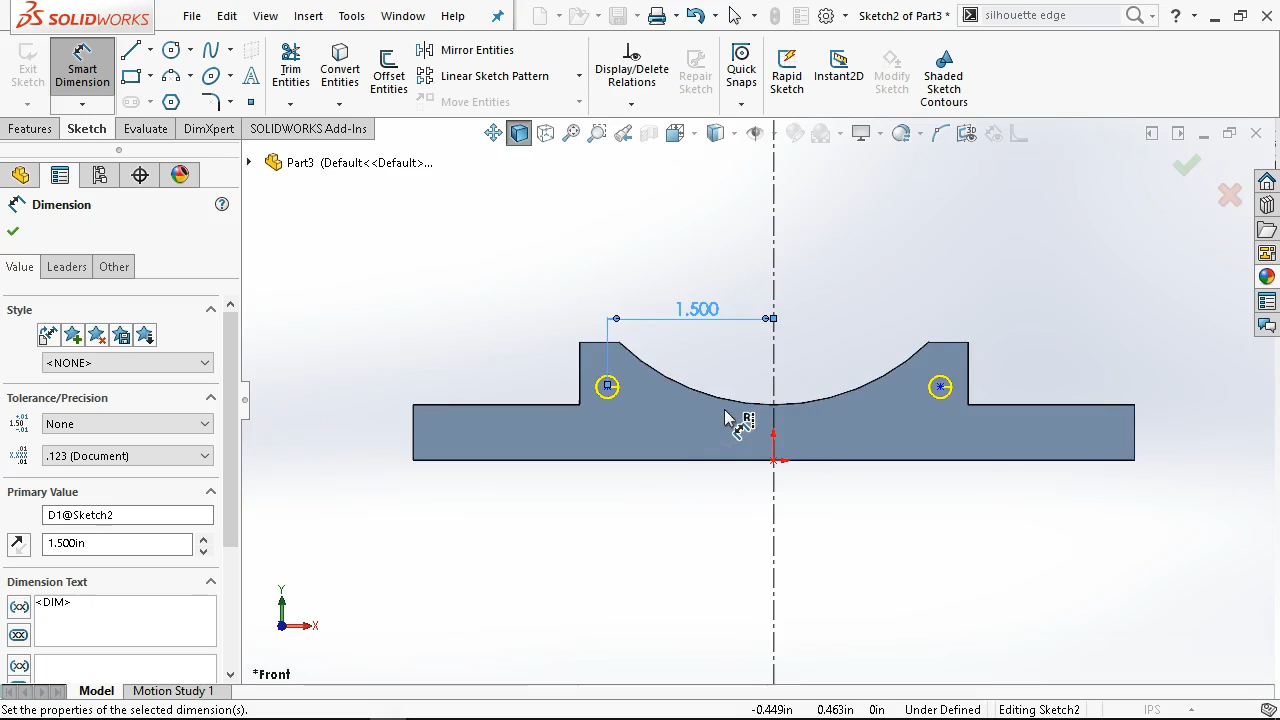 SOLIDWORKS File Edit View Insert Tools Window Help Sketch2 of Part3 * silhouette edge ?
Exit Sketch
Smart Dimension
Trim Entities
Convert Entities
Offset Entities
Mirror Entities
Linear Sketch Pattern
Move Entities
Display/Delete Relations
Repair Sketch
Quick Snaps
Rapid Sketch
Instant2D
Modify Sketch
Shaded Sketch Contours
Features Sketch Evaluate DimXpert SOLIDWORKS Add-Ins
Part3 (Default<<Default>...
Dimension
Value Leaders Other
Style
<NONE>
Tolerance/Precision
None
.123 (Document)
Primary Value
D1@Sketch2
1.500in
Dimension Text
<DIM>
1.500
Y
X
*Front
Model Motion Study 1
Set the properties of the selected dimension(s). -0.449in 0.463in 0in Under Defined Editing Sketch2 IPS